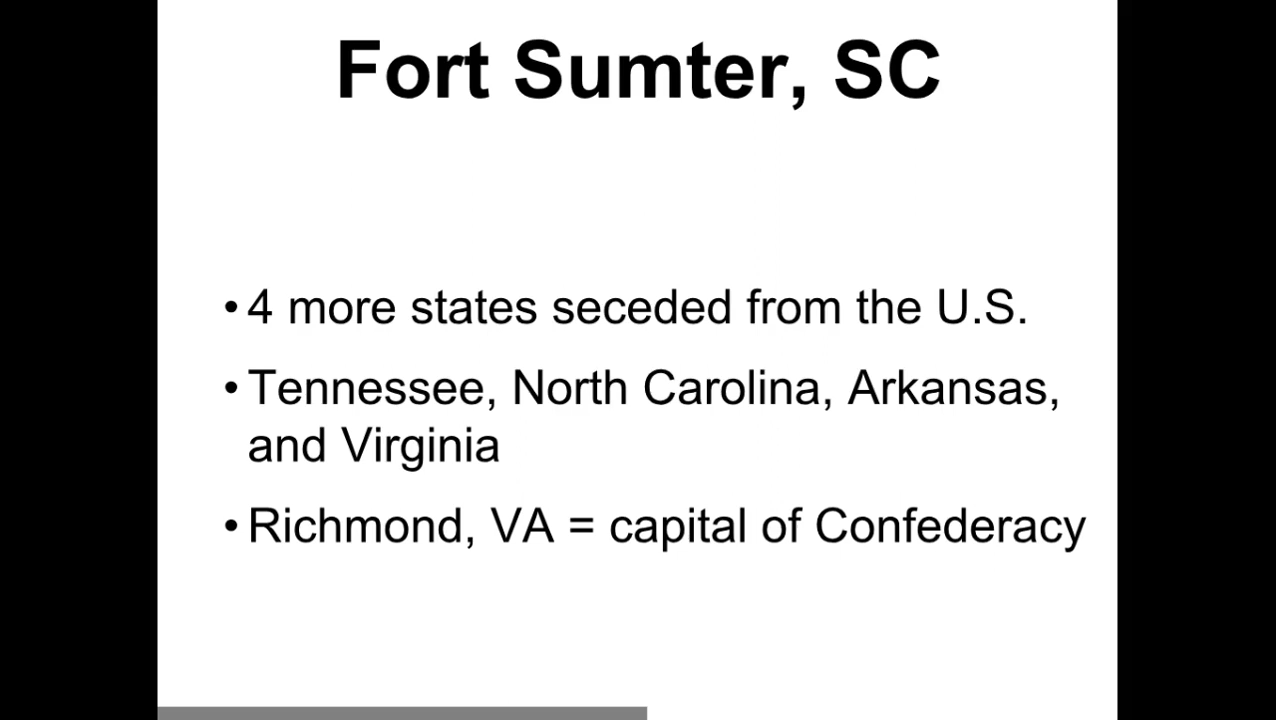 Fort Sumter, SC
• 4 more states seceded from the U.S.
• Tennessee, North Carolina, Arkansas,
and Virginia
• Richmond, VA = capital of Confederacy